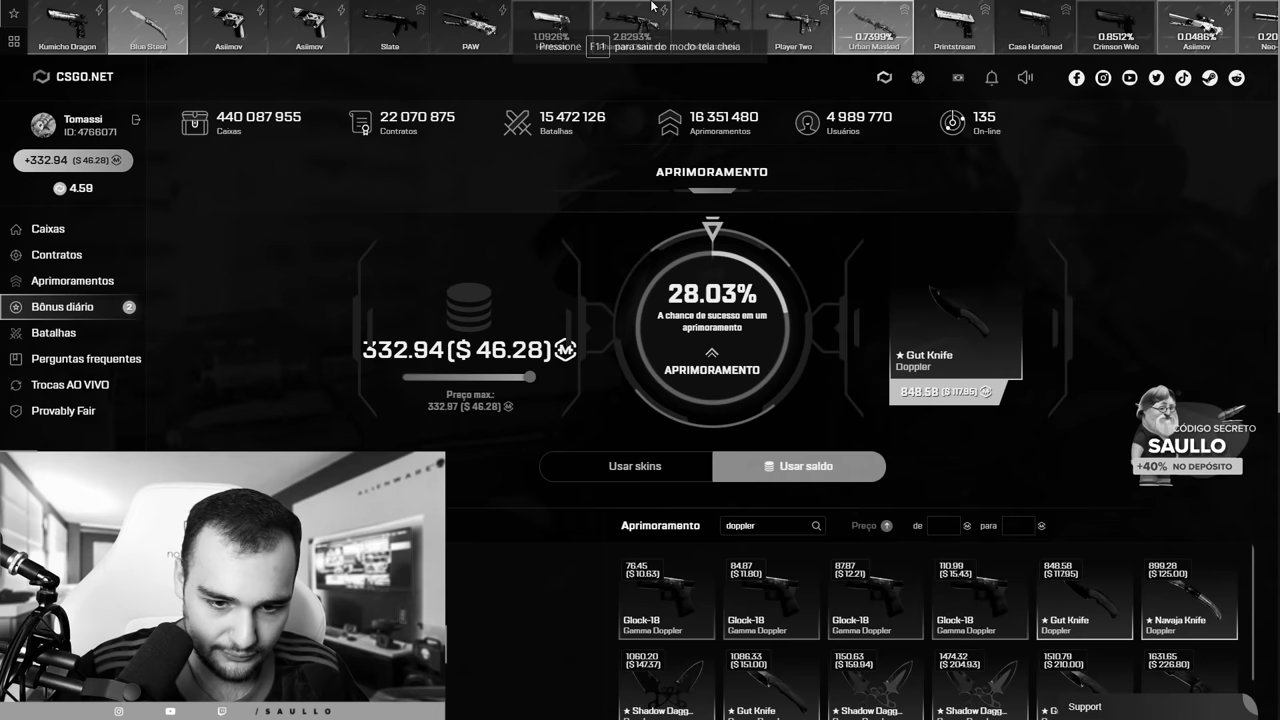 Kumicho Dragon
Blue Steel
Asiimov
Asiimov
Slate
PAW
1.0926%
2.8293%
Player Two
0.7399%
Urban Masked
Printstream
Case Hardened
0.8512%
Crimson Web
0.0486%
Asiimov
0.20
Neo-
Pressione F11 para sair do modo tela cheia
CSGO.NET
Tomassi
ID: 4766071
440 087 955
Caixas
22 070 875
Contratos
15 472 126
Batalhas
16 351 480
Aprimoramentos
4 989 770
Usuários
135
On-line
+332.94 ($ 46.28)
4.59
APRIMORAMENTO
Caixas
Contratos
Aprimoramentos
Bônus diário 2
Batalhas
Perguntas frequentes
Trocas AO VIVO
Provably Fair
332.94 ($ 46.28)
Preço max.:
332.97 ($ 46.28)
28.03%
A chance de sucesso em um
aprimoramento
APRIMORAMENTO
★ Gut Knife
Doppler
848.58 ($ 117.95)
CÓDIGO SECRETO
SAULLO
+40% NO DEPÓSITO
Usar skins
Usar saldo
Aprimoramento
doppler
Preço
de
para
76.45
($ 10.63)
Glock-18
Gamma Doppler
84.87
($ 11.80)
Glock-18
Gamma Doppler
87.87
($ 12.21)
Glock-18
Gamma Doppler
110.99
($ 15.43)
Glock-18
Gamma Doppler
848.58
($ 117.95)
★ Gut Knife
Doppler
899.28
($ 125.00)
★ Navaja Knife
Doppler
1060.20
($ 147.37)
★ Shadow Dagg...
1086.33
($ 151.00)
★ Gut Knife
1150.63
($ 159.94)
★ Shadow Dagg...
1474.32
($ 204.93)
★ Shadow Dagg...
1510.79
($ 210.00)
★ G
1631.65
($ 226.80)
Support
ALIENWARE
/SAULLO